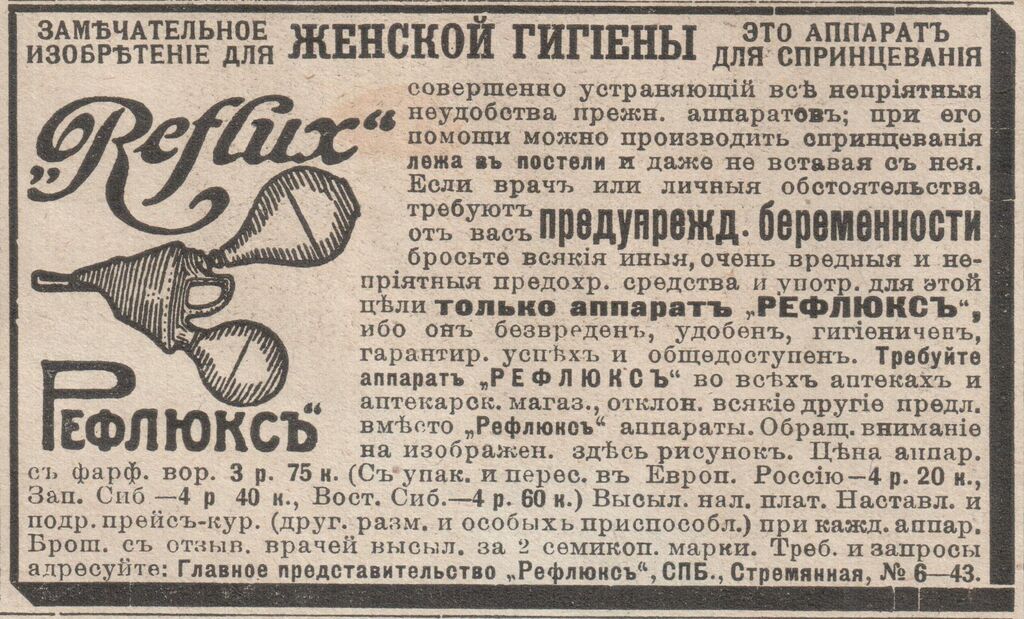 ЗАМѢЧАТЕЛЬНОЕ
ИЗОБРѢТЕНІЕ ДЛЯ
ЖЕНСКОЙ ГИГІЕНЫ
ЭТО АППАРАТЪ
ДЛЯ СПРИНЦЕВАНІЯ
„Reflux“
РЕФЛЮКСЪ“
совершенно устраняющій всѣ непріятныя
неудобства прежн. аппаратовъ; при его
помощи можно производить спринцеванія
лежа въ постели и даже не вставая съ нея.
Если врачъ или личныя обстоятельства
требуютъ
отъ васъ предупрежд. беременности
бросьте всякія иныя, очень вредныя и не-
пріятныя предохр. средства и употр. для этой
цѣли только аппаратъ „РЕФЛЮКСЪ“,
ибо онъ безвреденъ, удобенъ, гигіениченъ,
гарантир. успѣхъ и общедоступенъ. Требуйте
аппаратъ „РЕФЛЮКСЪ“ во всѣхъ аптекахъ и
аптекарск. магаз., отклон. всякіе другіе предл.
вмѣсто „Рефлюксъ“ аппараты. Обращ. вниманіе
на изображен. здѣсь рисунокъ. Цѣна аппар.
съ фарф. вор. 3 р. 75 к. (Съ упак. и перес. въ Европ. Россію—4 р. 20 к.,
Зап. Сиб —4 р 40 к., Вост. Сиб.—4 р. 60 к.) Высыл. нал. плат. Наставл. и
подр. прейсъ-кур. (друг. разм. и особыхъ приспособл.) при кажд. аппар.
Брош. съ отзыв. врачей высыл. за 2 семикоп. марки. Треб. и запросы
адресуйте: Главное представительство „Рефлюксъ“, СПБ., Стремянная, № 6—43.